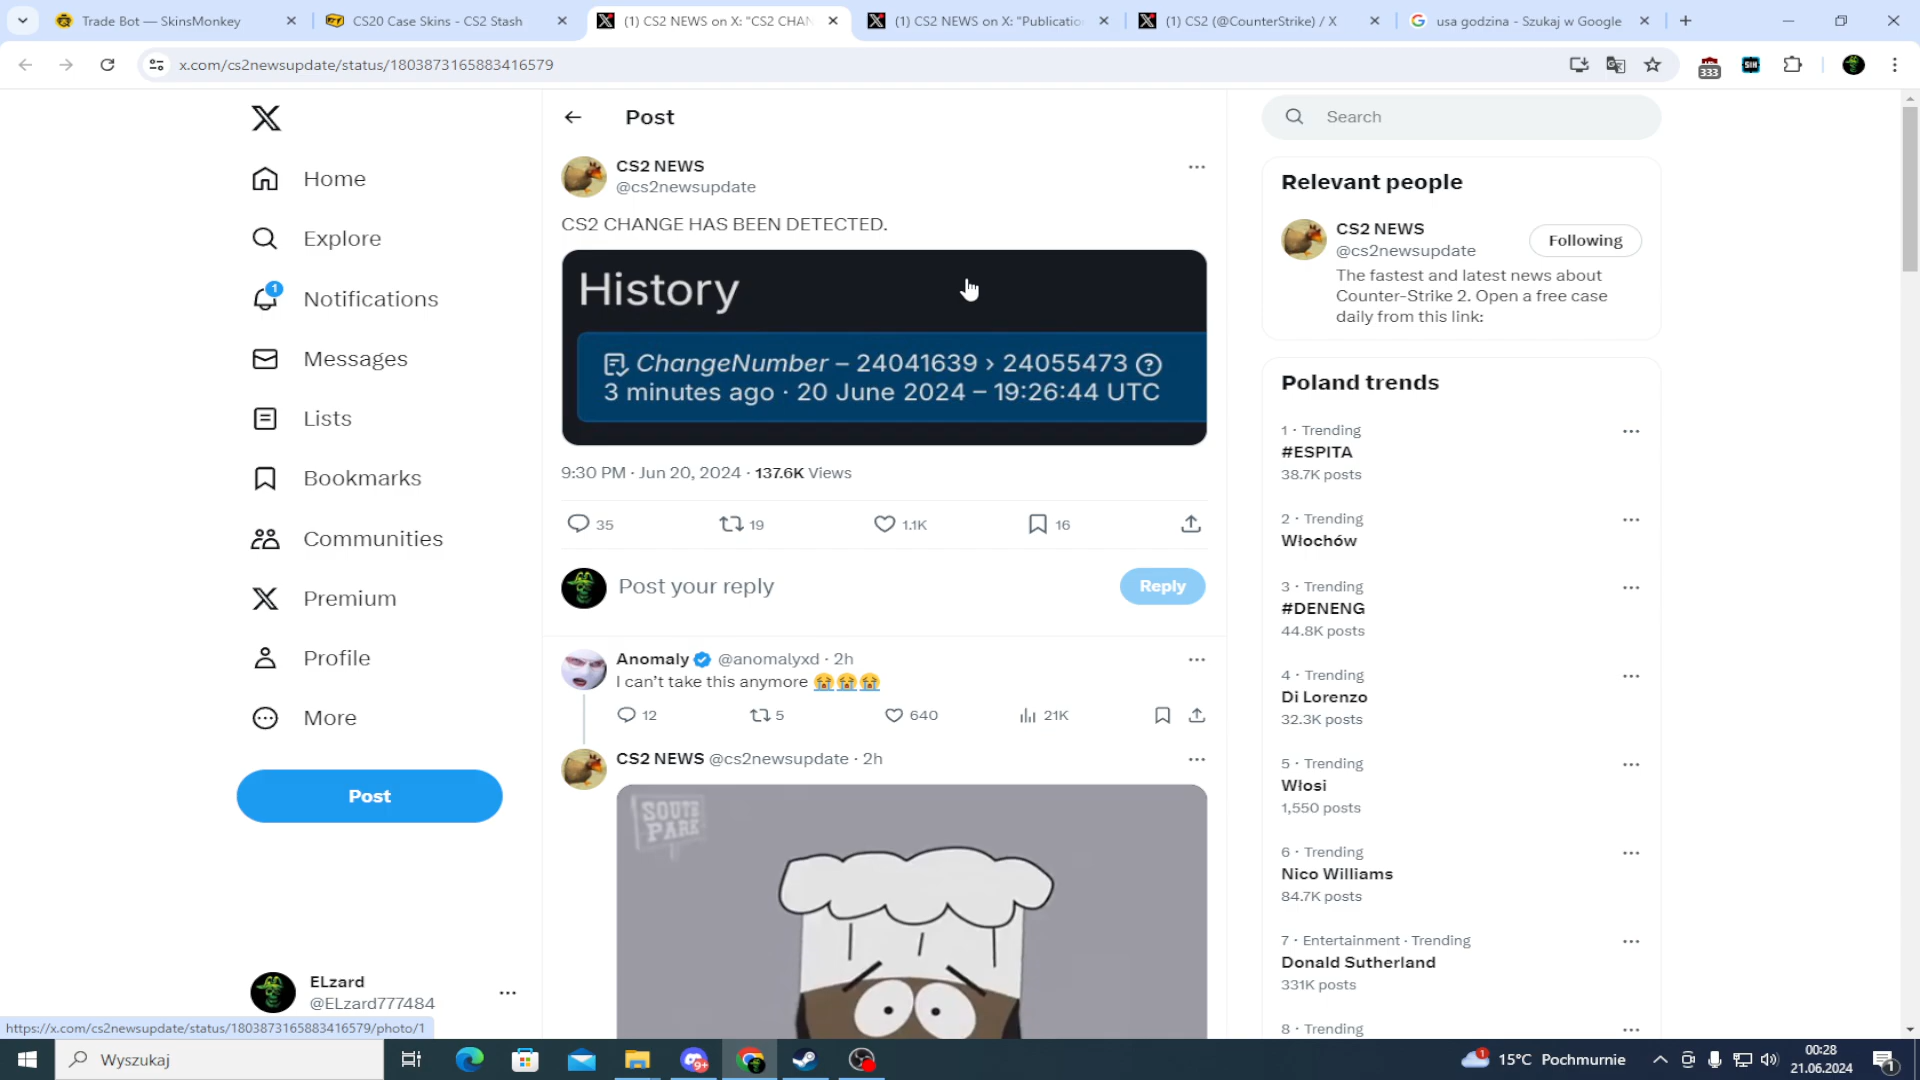 Trade Bot — SkinsMonkey
CS20 Case Skins - CS2 Stash
(1) CS2 NEWS on X: "CS2 CHAN
(1) CS2 NEWS on X: "Publicatio
(1) CS2 (@CounterStrike) / X
usa godzina - Szukaj w Google
x.com/cs2newsupdate/status/1803873165883416579
333
SIH
Home
Explore
1
Notifications
Messages
Lists
Bookmarks
Communities
Premium
Profile
More
Post
ELzard
@ELzard777484
https://x.com/cs2newsupdate/status/1803873165883416579/photo/1
Post
CS2 NEWS
@cs2newsupdate
CS2 CHANGE HAS BEEN DETECTED.
History
ChangeNumber – 24041639 › 24055473
3 minutes ago · 20 June 2024 – 19:26:44 UTC
9:30 PM · Jun 20, 2024 · 137.6K Views
35 19 1.1K 16
Post your reply
Reply
Anomaly @anomalyxd · 2h
I can't take this anymore 😭😭😭
12 5 640 21K
CS2 NEWS @cs2newsupdate · 2h
SOUTH
PARK
Search
Relevant people
CS2 NEWS
@cs2newsupdate
Following
The fastest and latest news about
Counter-Strike 2. Open a free case
daily from this link:
Poland trends
1 · Trending
#ESPITA
38.7K posts
2 · Trending
Włochów
3 · Trending
#DENENG
44.8K posts
4 · Trending
Di Lorenzo
32.3K posts
5 · Trending
Włosi
1,550 posts
6 · Trending
Nico Williams
84.7K posts
7 · Entertainment · Trending
Donald Sutherland
331K posts
8 · Trending
Wyszukaj
9+
1
15°C Pochmurnie
00:28
21.06.2024
1